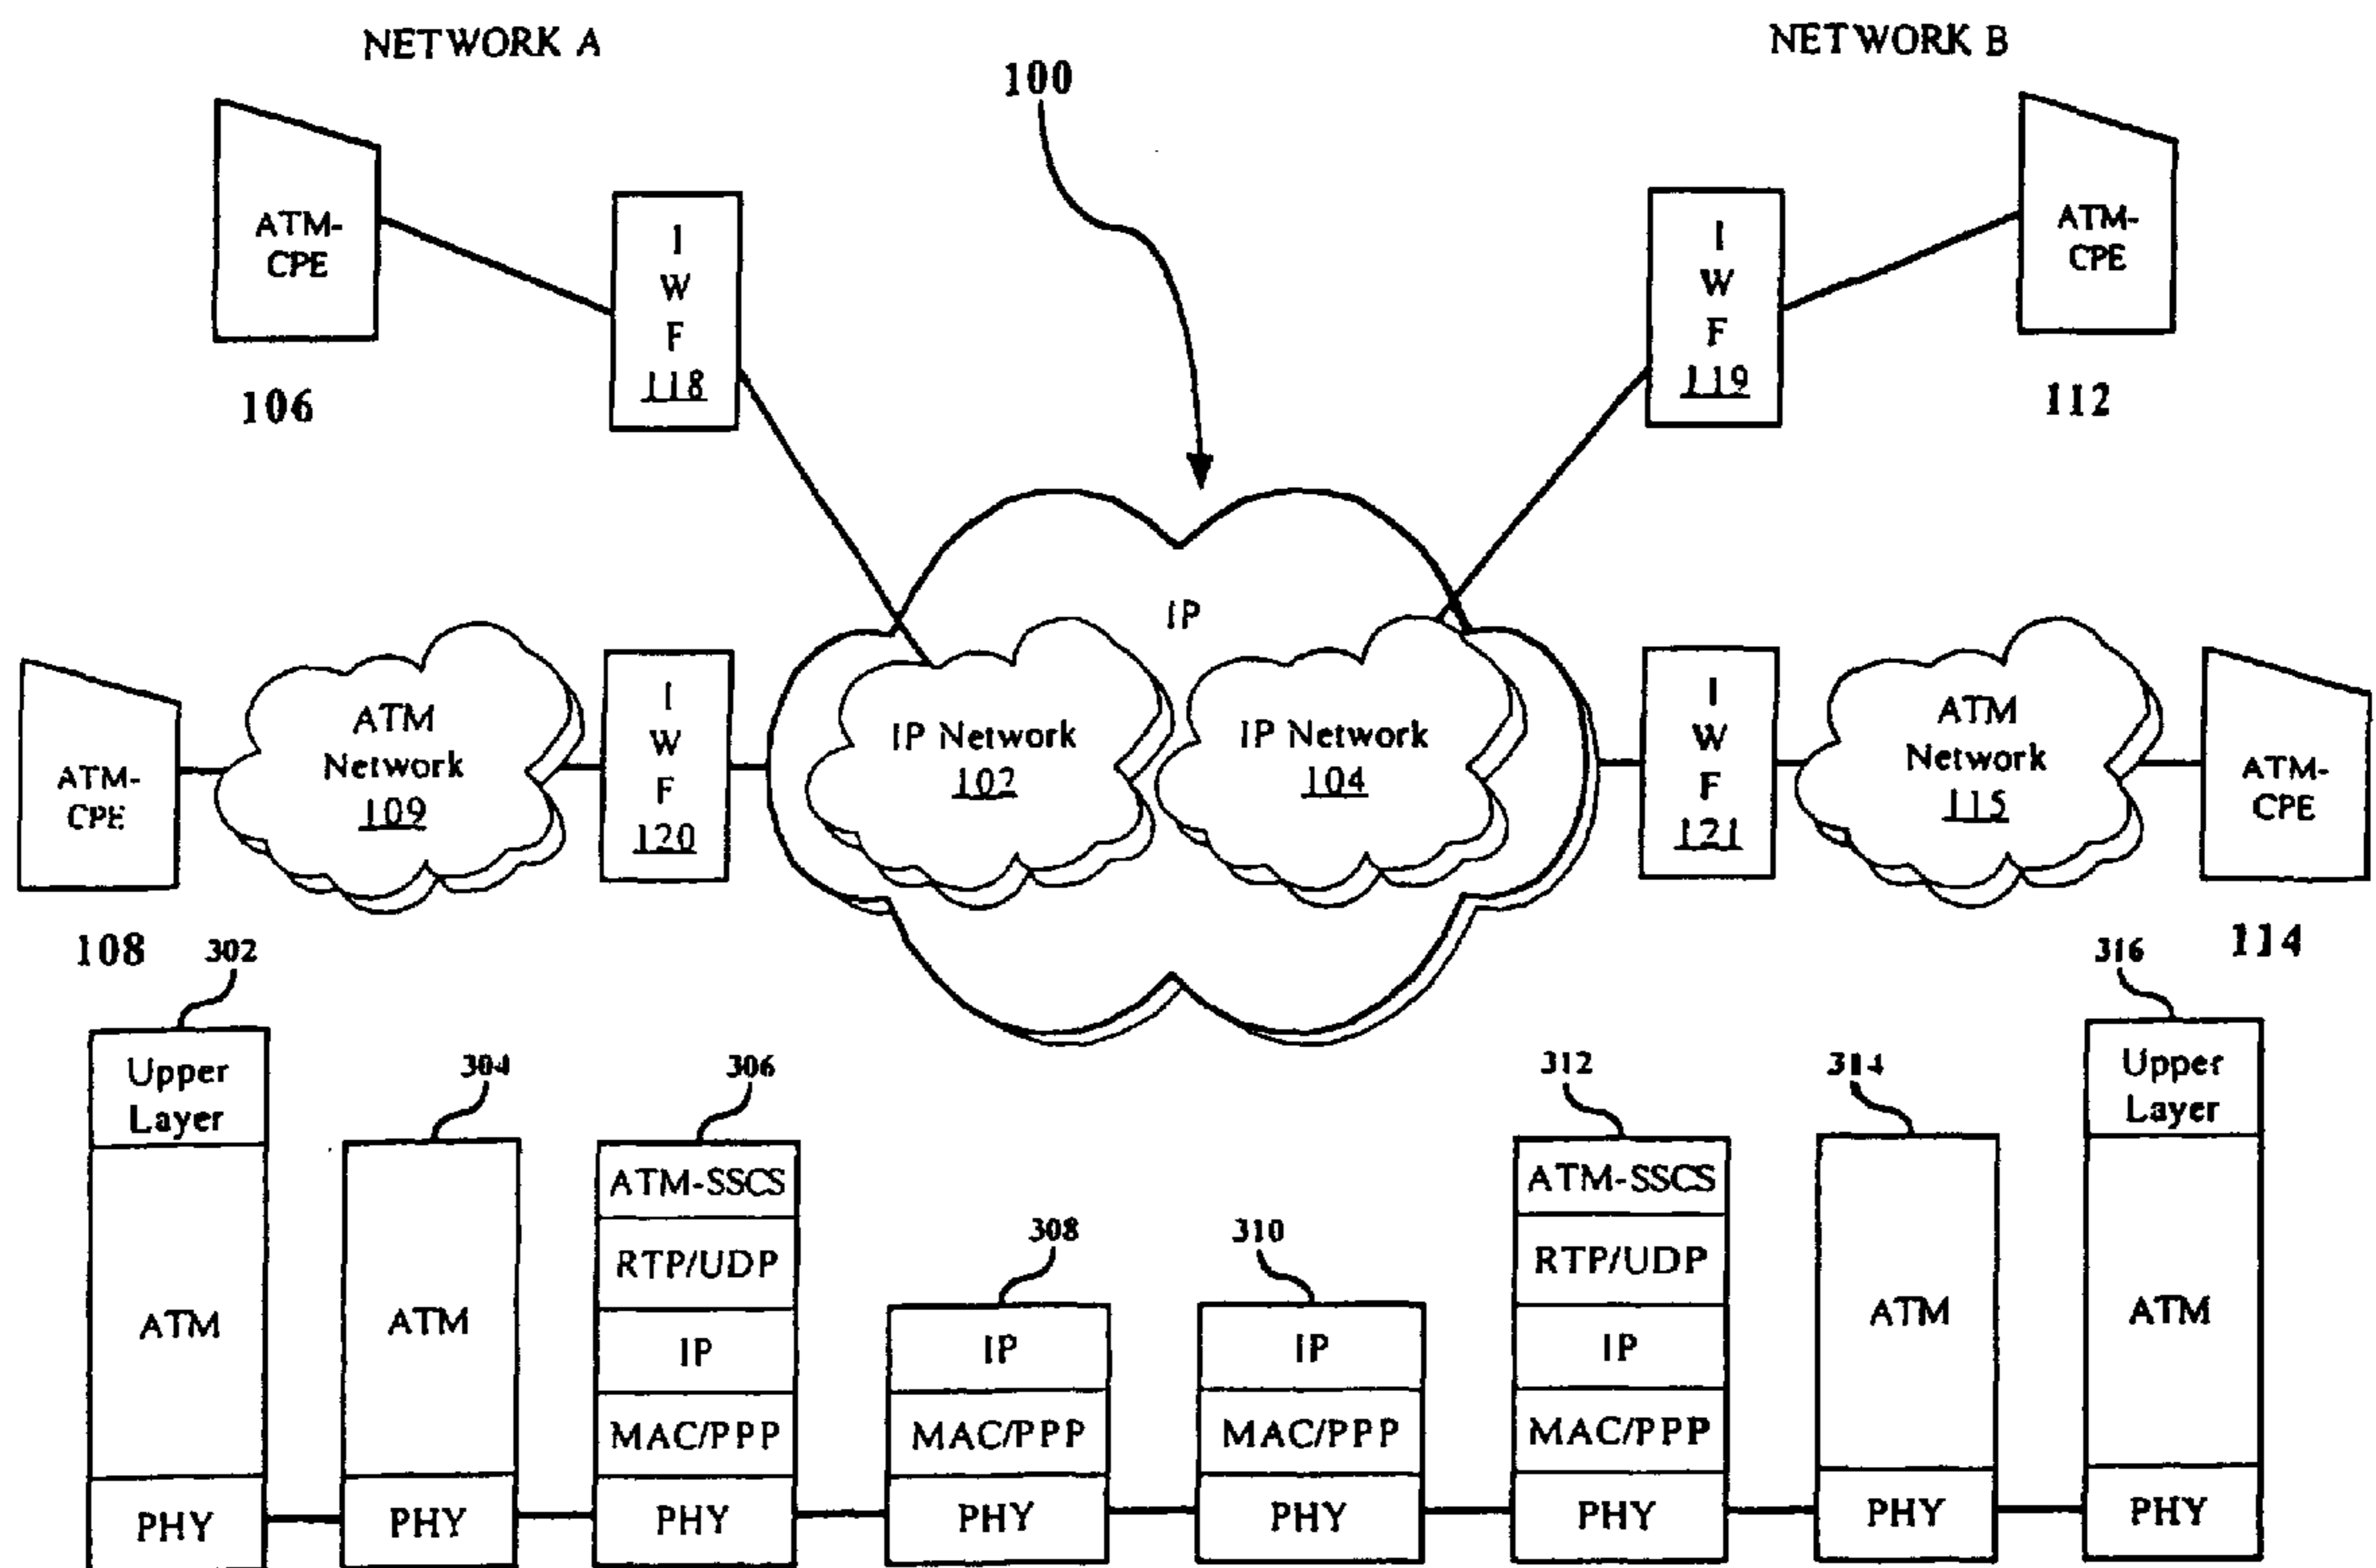 NETWORK A
NETWORK B
100
ATM-
CPE
106
I
W
F
118
I
W
F
119
ATM-
CPE
112
IP
ATM-
CPE
108
ATM
Network
109
I
W
F
120
IP Network
102
IP Network
104
I
W
F
121
ATM
Network
115
ATM-
CPE
114
302
Upper
Layer
ATM
PHY
304
ATM
PHY
306
ATM-SSCS
RTP/UDP
IP
MAC/PPP
PHY
308
IP
MAC/PPP
PHY
310
IP
MAC/PPP
PHY
312
ATM-SSCS
RTP/UDP
IP
MAC/PPP
PHY
314
ATM
PHY
316
Upper
Layer
ATM
PHY